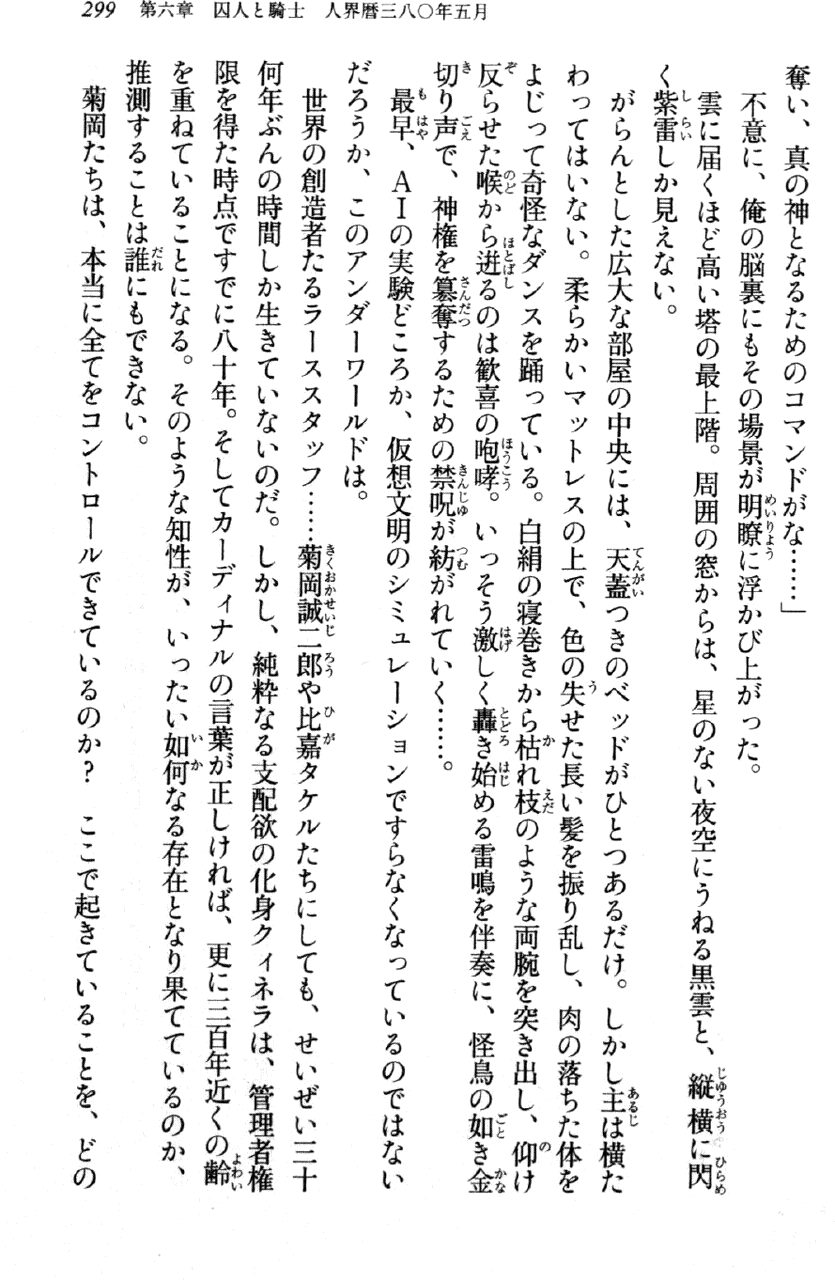 299 第六章 囚人と騎士 人界暦三八〇年五月
奪い、真の神となるためのコマンドがな……」
不意に、俺の脳裏にもその場景が明瞭に浮かび上がった。
雲に届くほど高い塔の最上階。周囲の窓からは、星のない夜空にうねる黒雲と、縦横に閃
く紫雷しか見えない。
がらんとした広大な部屋の中央には、天蓋つきのベッドがひとつあるだけ。しかし主は横た
わってはいない。柔らかいマットレスの上で、色の失せた長い髪を振り乱し、肉の落ちた体を
よじって奇怪なダンスを踊っている。白絹の寝巻きから枯れ枝のような両腕を突き出し、仰け
反らせた喉から迸るのは歓喜の咆哮。いっそう激しく轟き始める雷鳴を伴奏に、怪鳥の如き金
切り声で、神権を簒奪するための禁呪が紡がれていく……。
最早、AIの実験どころか、仮想文明のシミュレーションですらなくなっているのではない
だろうか、このアンダーワールドは。
世界の創造者たるラーススタッフ……菊岡誠二郎や比嘉タケルたちにしても、せいぜい三十
何年ぶんの時間しか生きていないのだ。しかし、純粋なる支配欲の化身クィネラは、管理者権
限を得た時点ですでに八十年。そしてカーディナルの言葉が正しければ、更に三百年近くの齢
を重ねていることになる。そのような知性が、いったい如何なる存在となり果てているのか、
推測することは誰にもできない。
菊岡たちは、本当に全てをコントロールできているのか？ ここで起きていることを、どの